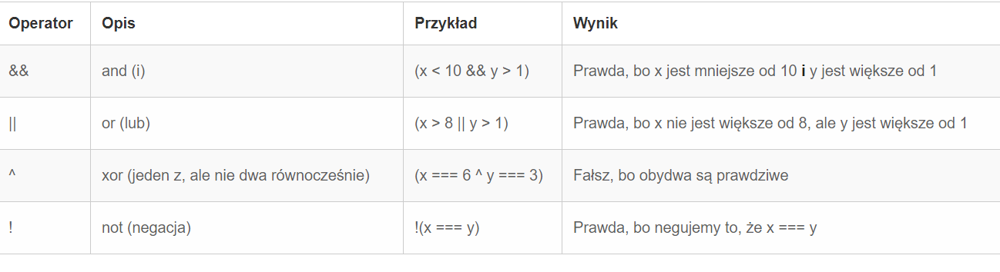 Operator Opis Przykład Wynik
&& and (i) (x < 10 && y > 1) Prawda, bo x jest mniejsze od 10 i y jest większe od 1
|| or (lub) (x > 8 || y > 1) Prawda, bo x nie jest większe od 8, ale y jest większe od 1
^ xor (jeden z, ale nie dwa równocześnie) (x === 6 ^ y === 3) Fałsz, bo obydwa są prawdziwe
! not (negacja) !(x === y) Prawda, bo negujemy to, że x === y